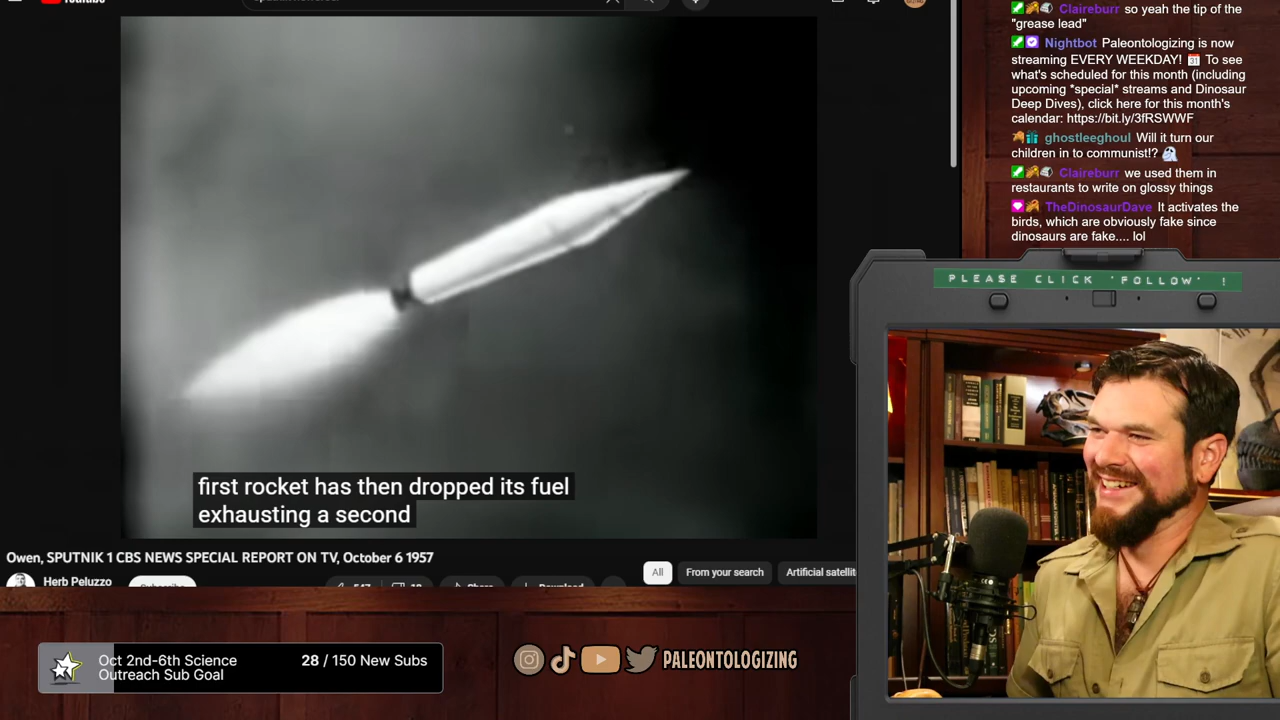 Claireburr so yeah the tip of the
"grease lead"
Nightbot Paleontologizing is now
streaming EVERY WEEKDAY! To see
what's scheduled for this month (including
upcoming *special* streams and Dinosaur
Deep Dives), click here for this month's
calendar: https://bit.ly/3fRSWWF
ghostleeghoul Will it turn our
children in to communist!?
Claireburr we used them in
restaurants to write on glossy things
TheDinosaurDave It activates the
birds, which are obviously fake since
dinosaurs are fake.... lol
PLEASE CLICK "FOLLOW" !
first rocket has then dropped its fuel
exhausting a second
Owen, SPUTNIK 1 CBS NEWS SPECIAL REPORT ON TV, October 6 1957
Herb Peluzzo
Subscribe
Share
Download
All
From your search
Artificial satellit
Oct 2nd-6th Science
Outreach Sub Goal
28 / 150 New Subs
PALEONTOLOGIZING